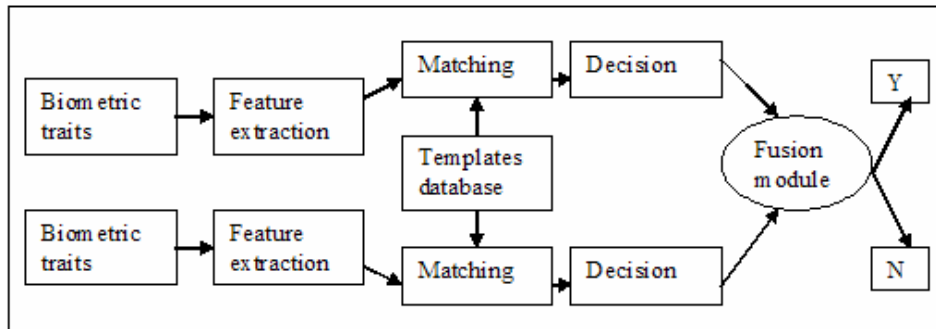 Biometric
traits
Feature
extraction
Matching
Decision
Y
Templates
database
Fusion
module
Biometric
traits
Feature
extraction
Matching
Decision
N